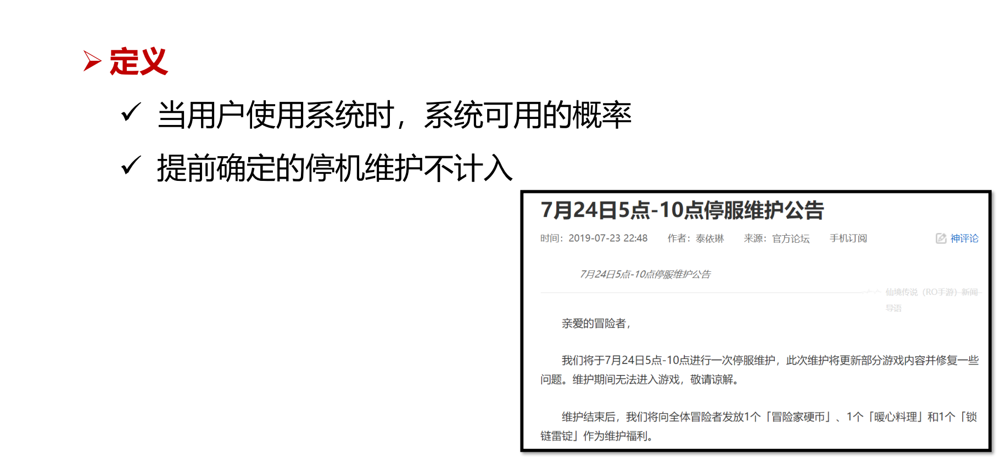 定义
当用户使用系统时，系统可用的概率
提前确定的停机维护不计入
7月24日5点-10点停服维护公告
时间：2019-07-23 22:48 作者：泰依琳 来源：官方论坛 手机订阅 神评论
7月24日5点-10点停服维护公告
仙境传说（RO手游）新闻
导语
亲爱的冒险者，
我们将于7月24日5点-10点进行一次停服维护，此次维护将更新部分游戏内容并修复一些
问题。维护期间无法进入游戏，敬请谅解。
维护结束后，我们将向全体冒险者发放1个「冒险家硬币」、1个「暖心料理」和1个「锁
链雷锭」作为维护福利。